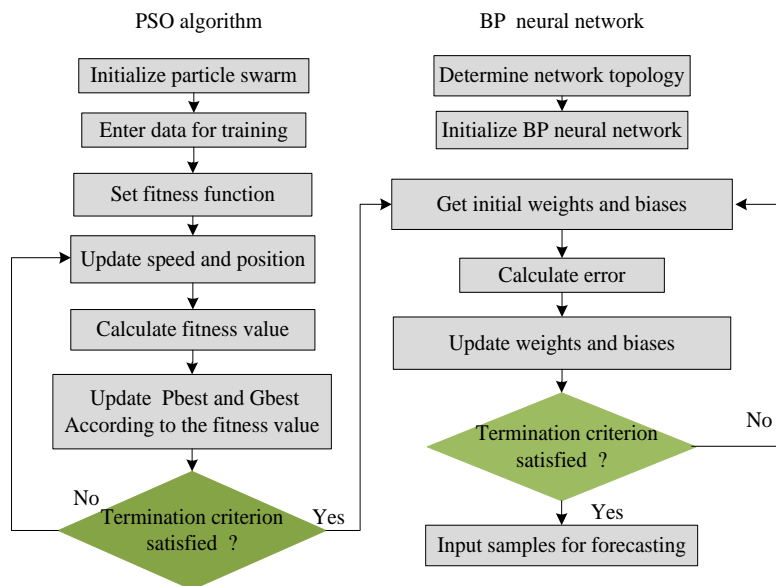 PSO algorithm
Initialize particle swarm
Enter data for training
Set fitness function
Update speed and position
Calculate fitness value
Update Pbest and Gbest
According to the fitness value
No
Termination criterion
satisfied ?
Yes
BP neural network
Determine network topology
Initialize BP neural network
Get initial weights and biases
Calculate error
Update weights and biases
Termination criterion
satisfied ?
No
Yes
Input samples for forecasting